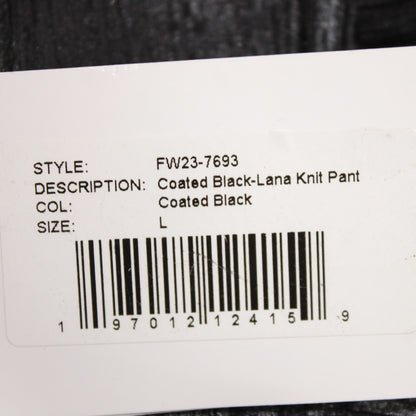 STYLE: FW23-7693
DESCRIPTION: Coated Black-Lana Knit Pant
COL: Coated Black
SIZE: L
1 97012 12415 9